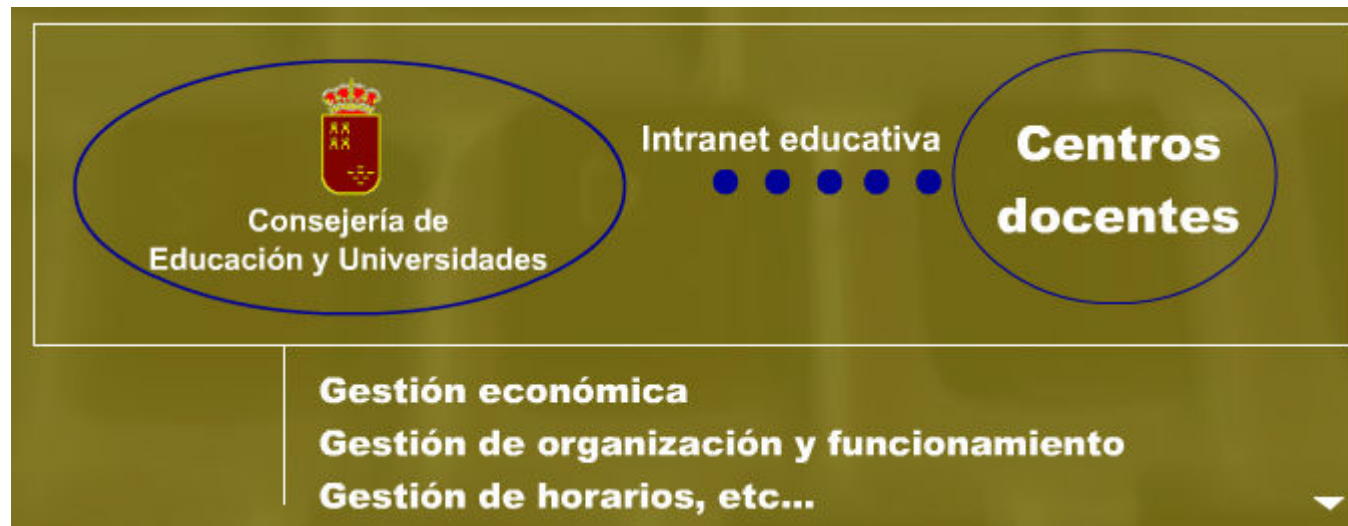 Intranet educativa
Centros
docentes
Consejería de
Educación y Universidades
Gestión económica
Gestión de organización y funcionamiento
Gestión de horarios, etc...